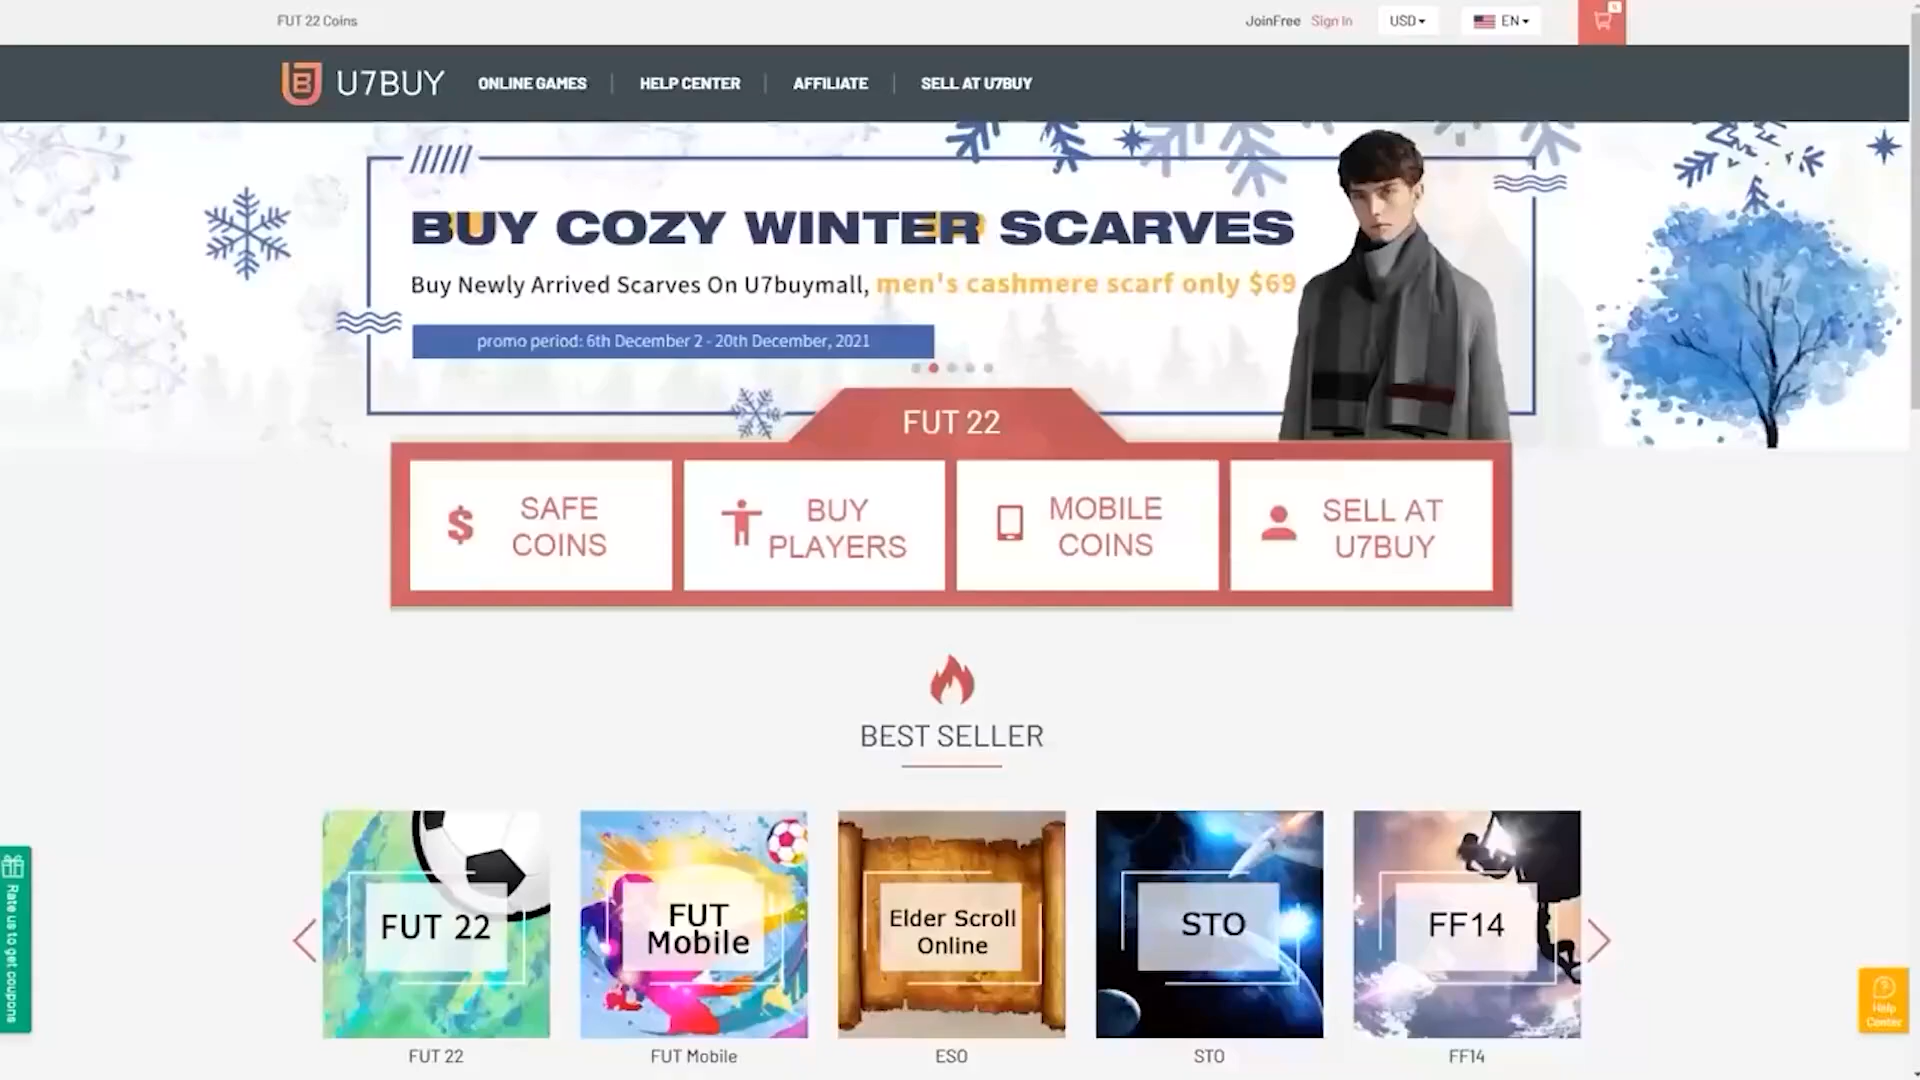 FUT 22 Coins
JoinFree Sign In USD EN
U7BUY ONLINE GAMES HELP CENTER AFFILIATE SELL AT U7BUY
BUY COZY WINTER SCARVES
Buy Newly Arrived Scarves On U7buymall, men's cashmere scarf only $69
promo period: 6th December 2 - 20th December, 2021
FUT 22
SAFE
COINS
BUY
PLAYERS
MOBILE
COINS
SELL AT
U7BUY
BEST SELLER
FUT 22
FUT
Mobile
Elder Scroll
Online
STO
FF14
FUT 22
FUT Mobile
ESO
STO
FF14
Rate us to get coupons
Help
Center